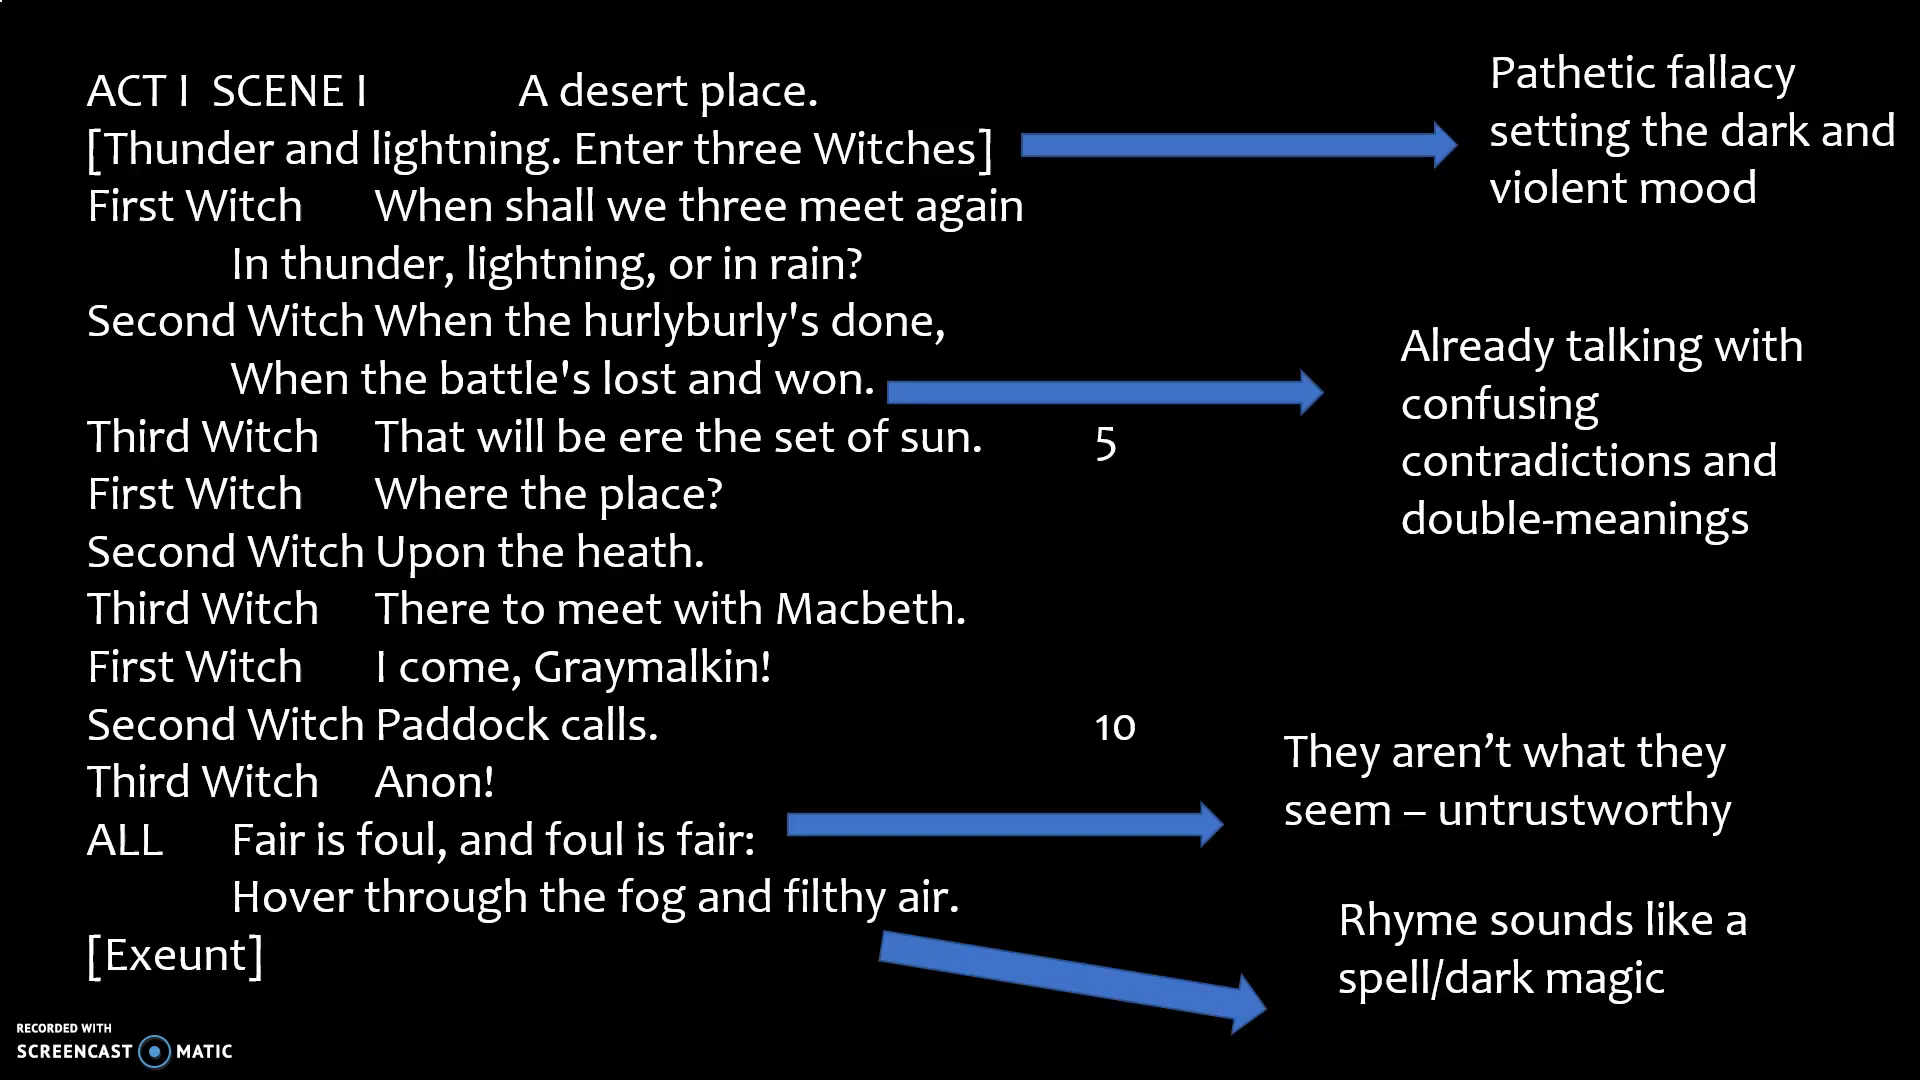 ACT I SCENE I A desert place.
[Thunder and lightning. Enter three Witches]
First Witch When shall we three meet again
In thunder, lightning, or in rain?
Second Witch When the hurlyburly's done,
When the battle's lost and won.
Third Witch That will be ere the set of sun. 5
First Witch Where the place?
Second Witch Upon the heath.
Third Witch There to meet with Macbeth.
First Witch I come, Graymalkin!
Second Witch Paddock calls. 10
Third Witch Anon!
ALL Fair is foul, and foul is fair:
Hover through the fog and filthy air.
[Exeunt]
Pathetic fallacy
setting the dark and
violent mood
Already talking with
confusing
contradictions and
double-meanings
They aren’t what they
seem – untrustworthy
Rhyme sounds like a
spell/dark magic
RECORDED WITH
SCREENCAST MATIC